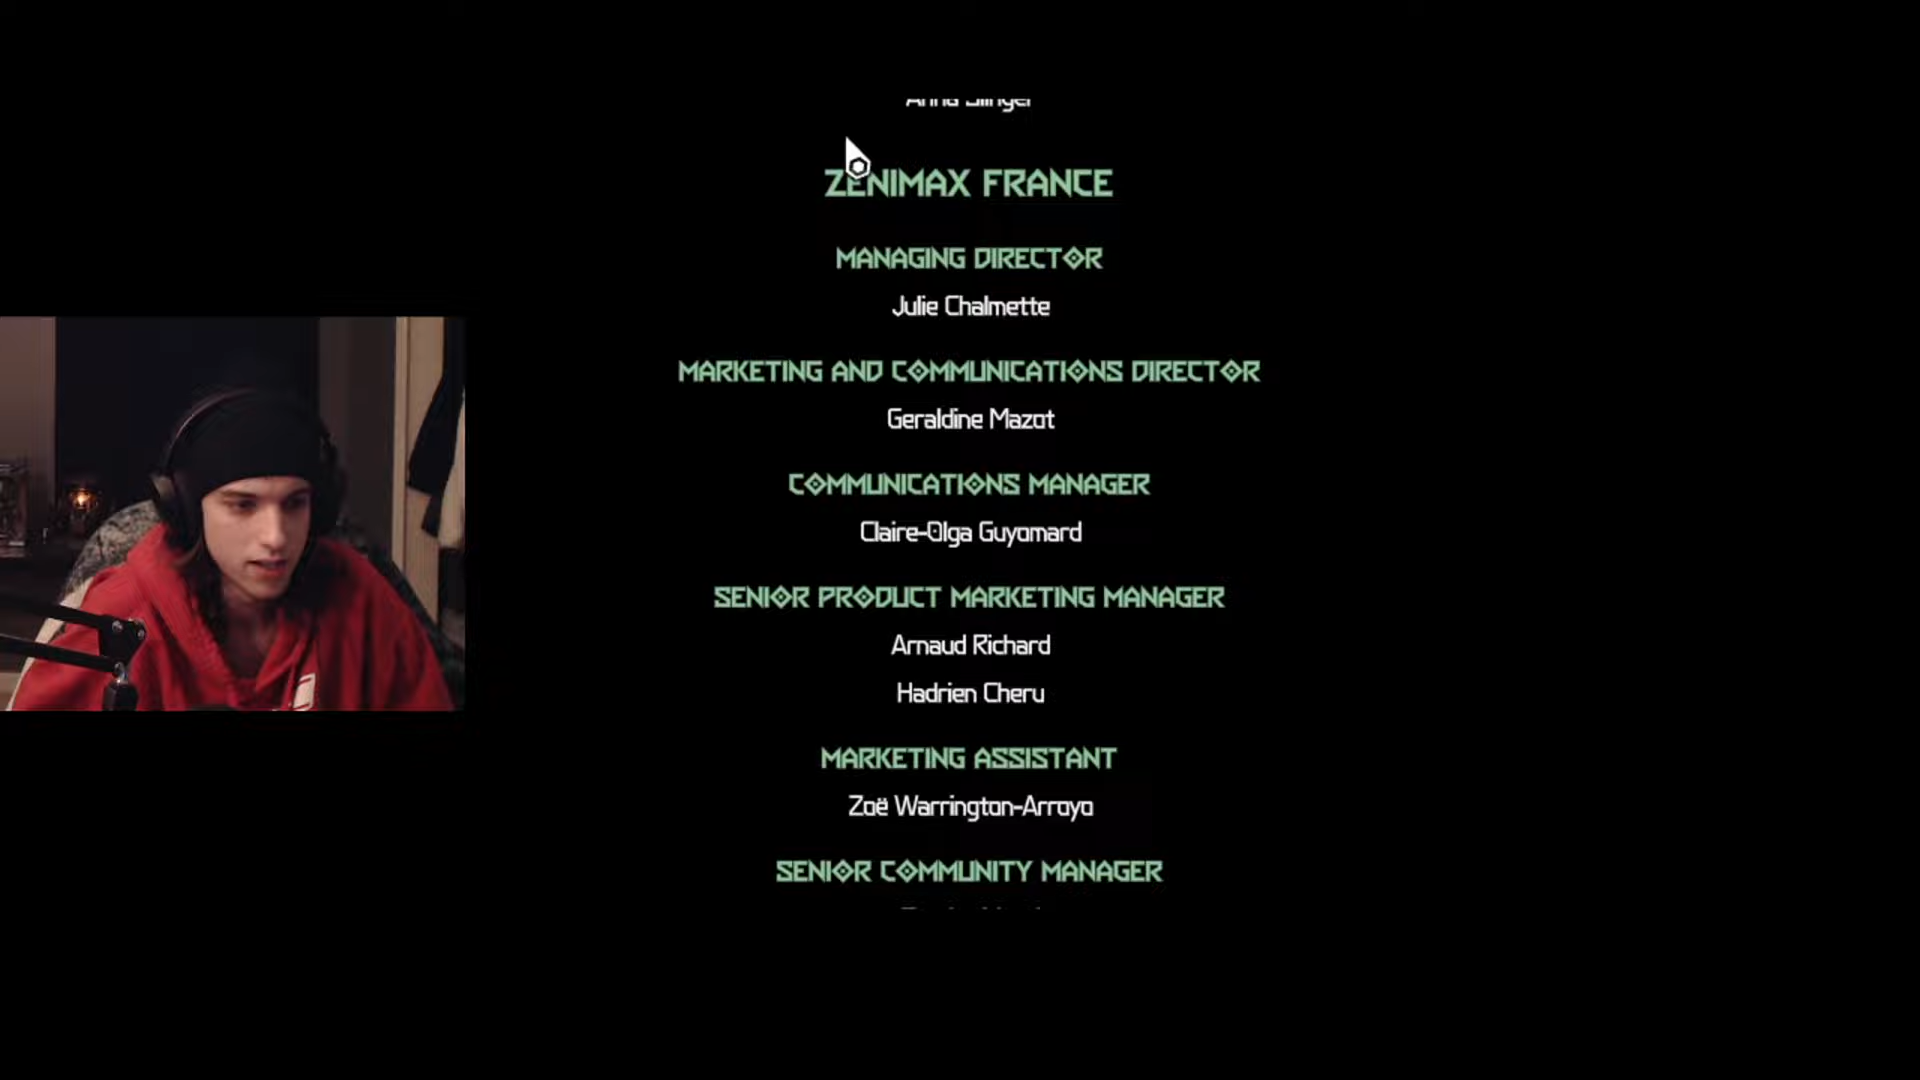 ZENIMAX FRANCE
MANAGING DIRECTOR
Julie Chalmette
MARKETING AND COMMUNICATIONS DIRECTOR
Geraldine Mazot
COMMUNICATIONS MANAGER
Claire-Olga Guyomard
SENIOR PRODUCT MARKETING MANAGER
Arnaud Richard
Hadrien Cheru
MARKETING ASSISTANT
Zoë Warrington-Arroyo
SENIOR COMMUNITY MANAGER